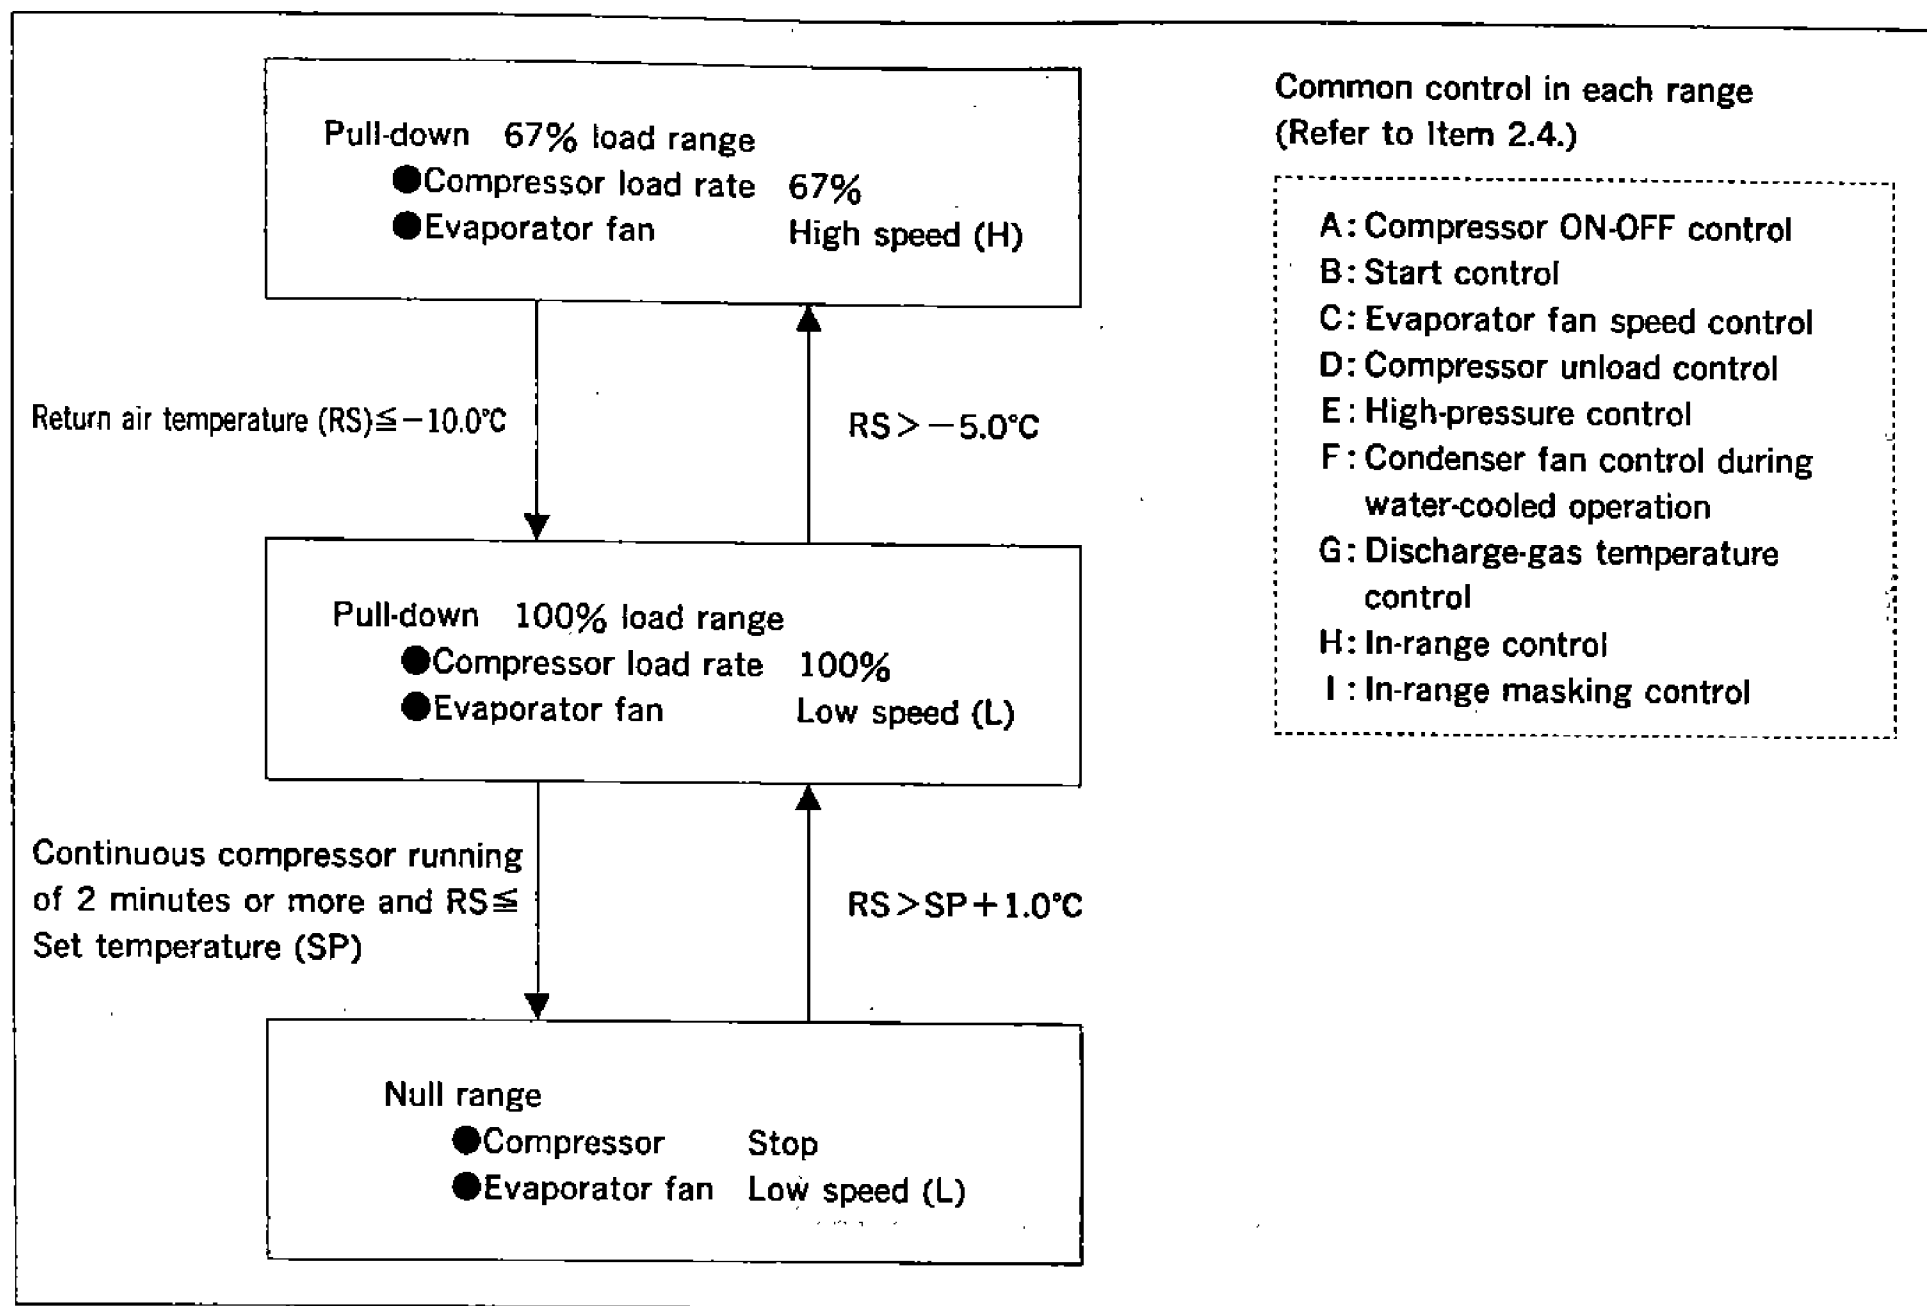 Pull-down 67% load range
●Compressor load rate 67%
●Evaporator fan High speed (H)
Return air temperature (RS)≦−10.0°C
RS>−5.0°C
Pull-down 100% load range
●Compressor load rate 100%
●Evaporator fan Low speed (L)
Continuous compressor running
of 2 minutes or more and RS≦
Set temperature (SP)
RS>SP+1.0°C
Null range
●Compressor Stop
●Evaporator fan Low speed (L)
Common control in each range
(Refer to Item 2.4.)
A: Compressor ON-OFF control
B: Start control
C: Evaporator fan speed control
D: Compressor unload control
E: High-pressure control
F: Condenser fan control during
water-cooled operation
G: Discharge-gas temperature
control
H: In-range control
I: In-range masking control